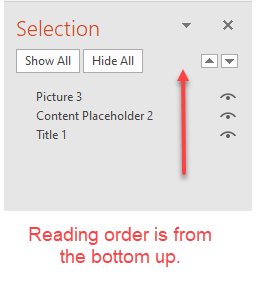 Selection
Show All Hide All
Picture 3
Content Placeholder 2
Title 1
Reading order is from
the bottom up.